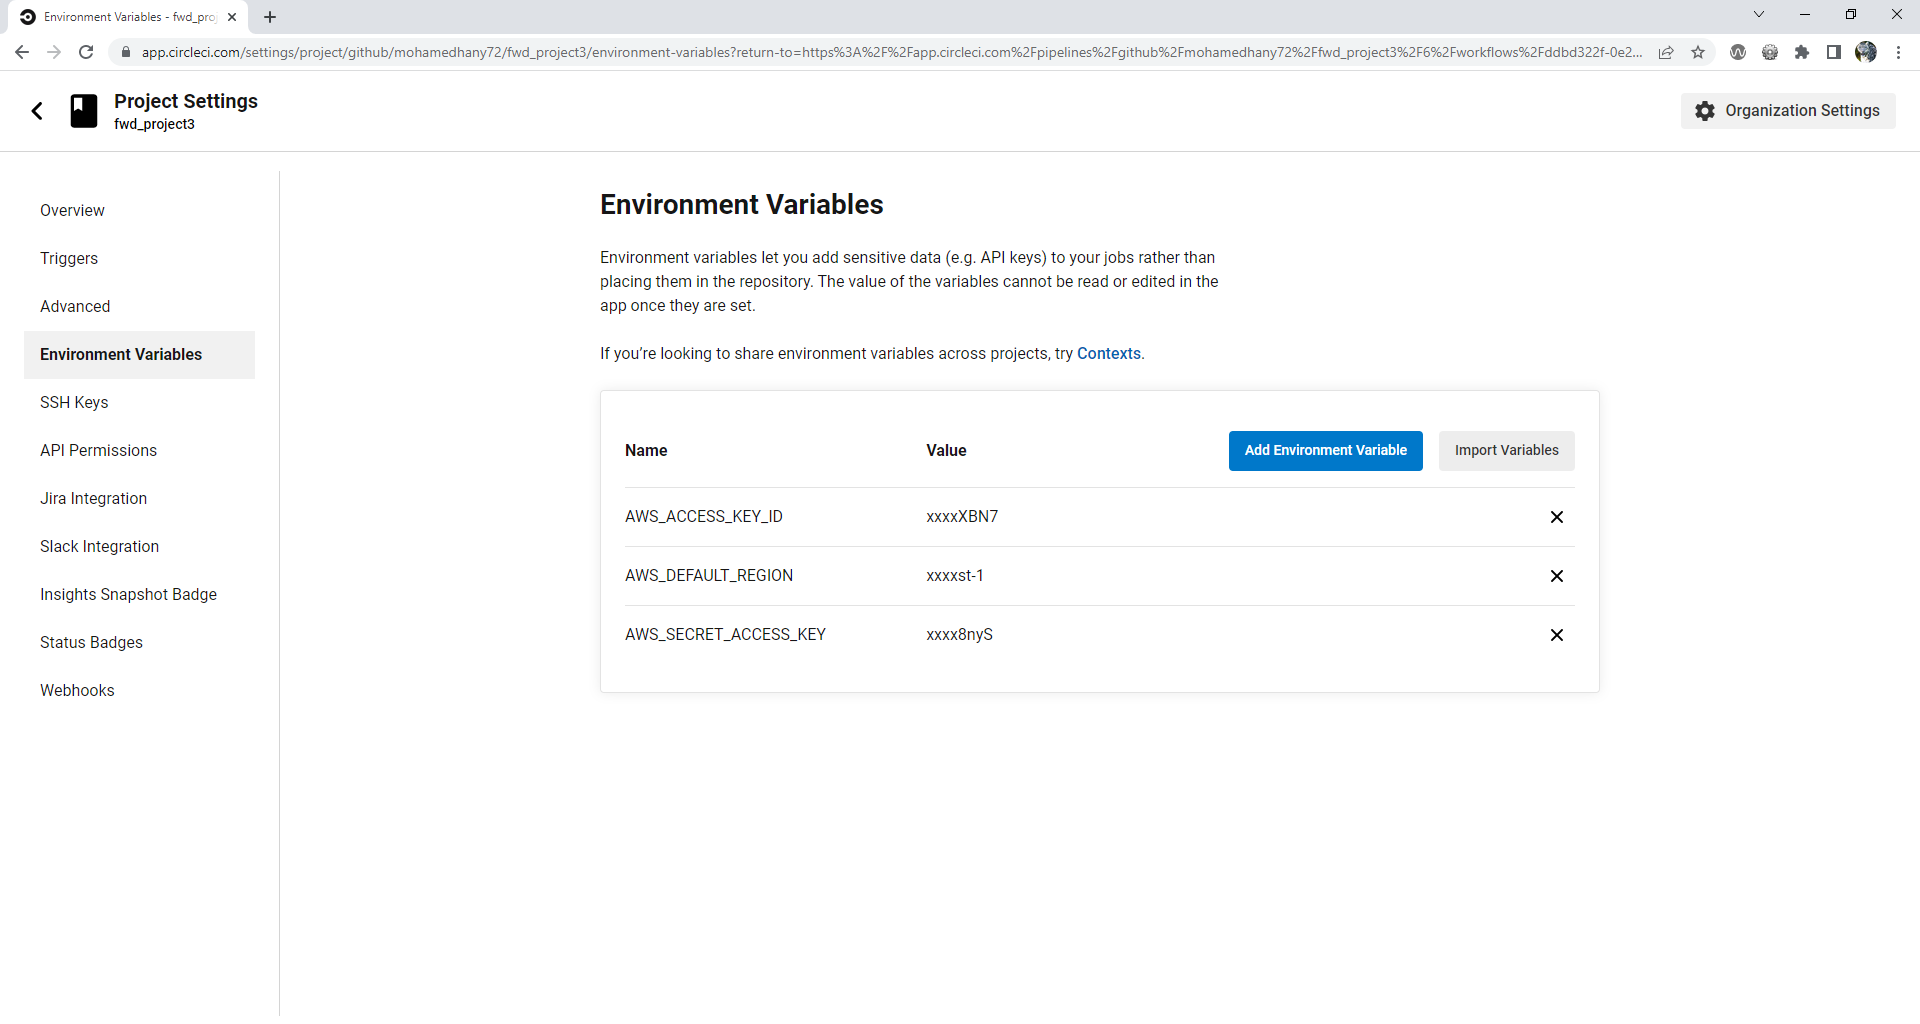 Environment Variables - fwd_proj
app.circleci.com/settings/project/github/mohamedhany72/fwd_project3/environment-variables?return-to=https%3A%2F%2Fapp.circleci.com%2Fpipelines%2Fgithub%2Fmohamedhany72%2Ffwd_project3%2F6%2Fworkflows%2Fddbd322f-0e2...
Project Settings
fwd_project3
Organization Settings
Overview
Triggers
Advanced
Environment Variables
SSH Keys
API Permissions
Jira Integration
Slack Integration
Insights Snapshot Badge
Status Badges
Webhooks
Environment Variables
Environment variables let you add sensitive data (e.g. API keys) to your jobs rather than
placing them in the repository. The value of the variables cannot be read or edited in the
app once they are set.
If you’re looking to share environment variables across projects, try Contexts.
Name Value Add Environment Variable Import Variables
AWS_ACCESS_KEY_ID xxxxXBN7
AWS_DEFAULT_REGION xxxxst-1
AWS_SECRET_ACCESS_KEY xxxx8nyS